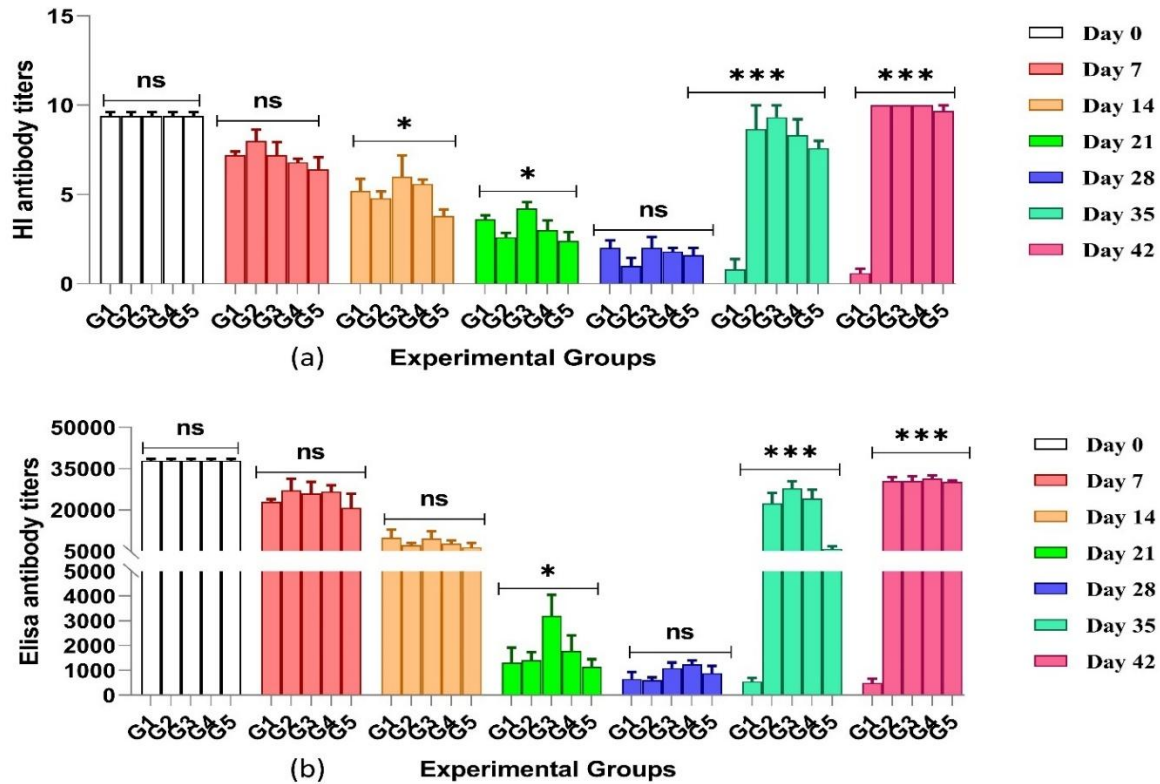 HI antibody titers
15
10
5
0
ns
ns
*
*
ns
***
***
G1 G2 G3 G4 G5 G1 G2 G3 G4 G5 G1 G2 G3 G4 G5 G1 G2 G3 G4 G5 G1 G2 G3 G4 G5 G1 G2 G3 G4 G5 G1 G2 G3 G4 G5
(a) Experimental Groups
Day 0
Day 7
Day 14
Day 21
Day 28
Day 35
Day 42
Elisa antibody titers
50000
35000
20000
5000
5000
4000
3000
2000
1000
0
ns
ns
ns
*
ns
***
***
G1 G2 G3 G4 G5 G1 G2 G3 G4 G5 G1 G2 G3 G4 G5 G1 G2 G3 G4 G5 G1 G2 G3 G4 G5 G1 G2 G3 G4 G5 G1 G2 G3 G4 G5
(b) Experimental Groups
Day 0
Day 7
Day 14
Day 21
Day 28
Day 35
Day 42